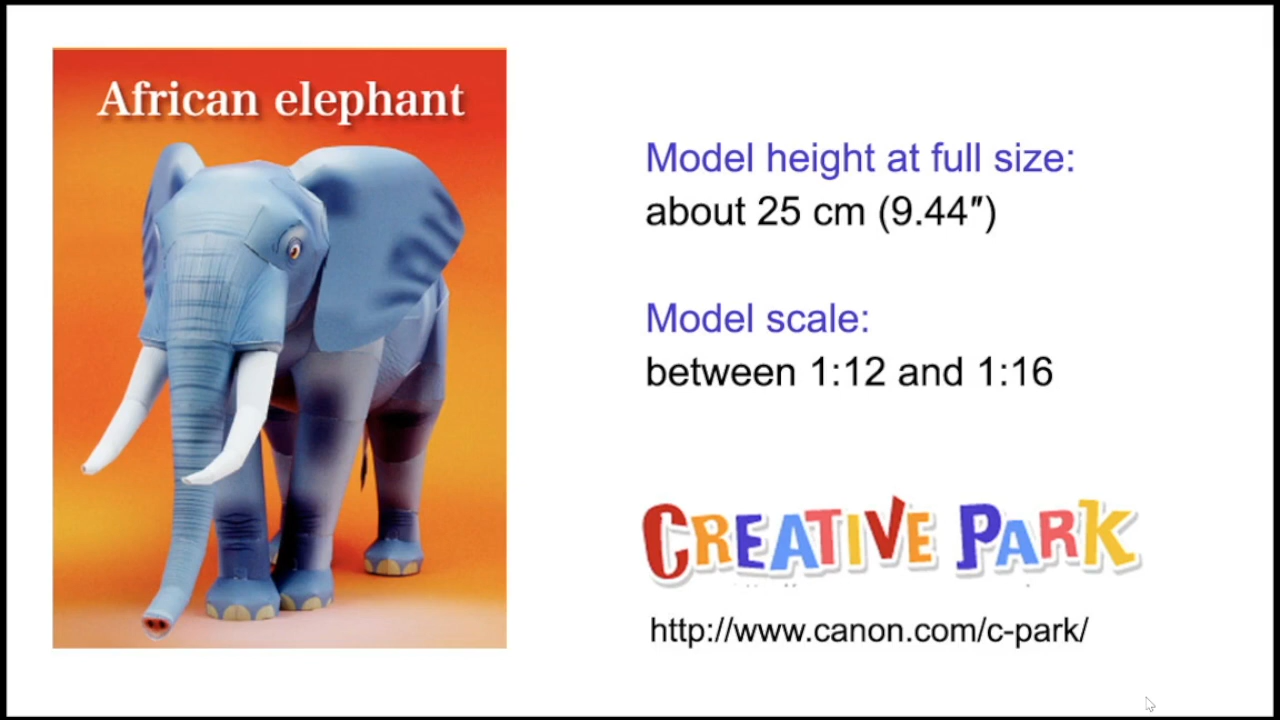 African elephant
Model height at full size:
about 25 cm (9.44″)
Model scale:
between 1:12 and 1:16
CREATIVE PARK
http://www.canon.com/c-park/